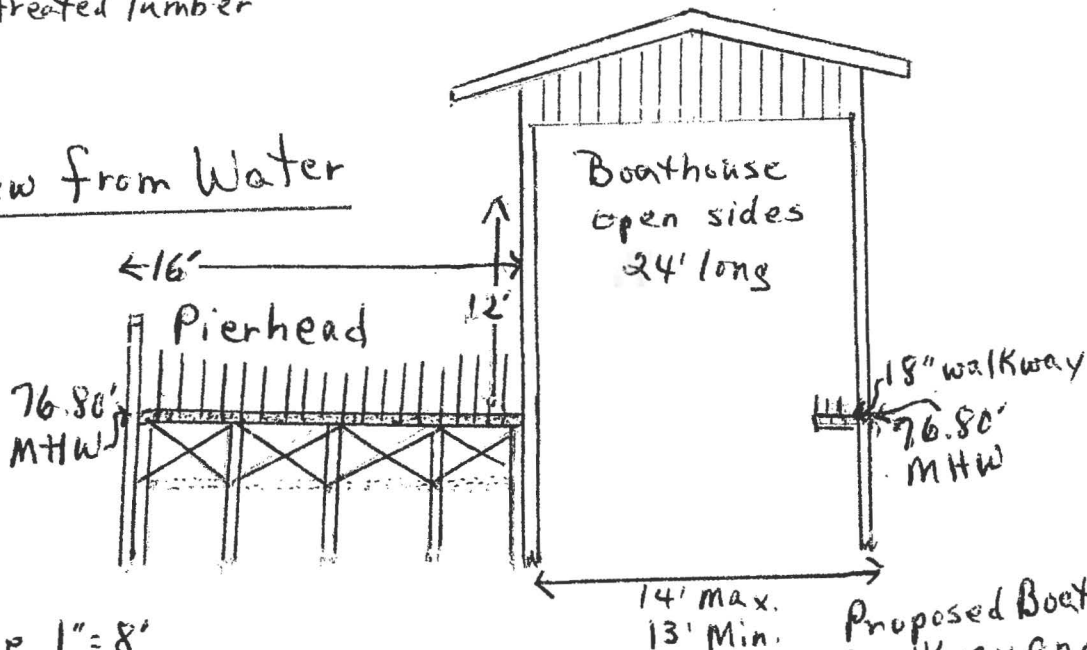 treated lumber
from Water
Boathouse
open sides
24' long
16'
12'
Pierhead
76.80'
MHW
18" walkway
76.80'
MHW
14' Max.
13' Min.
1" = 8'
Proposed Boat